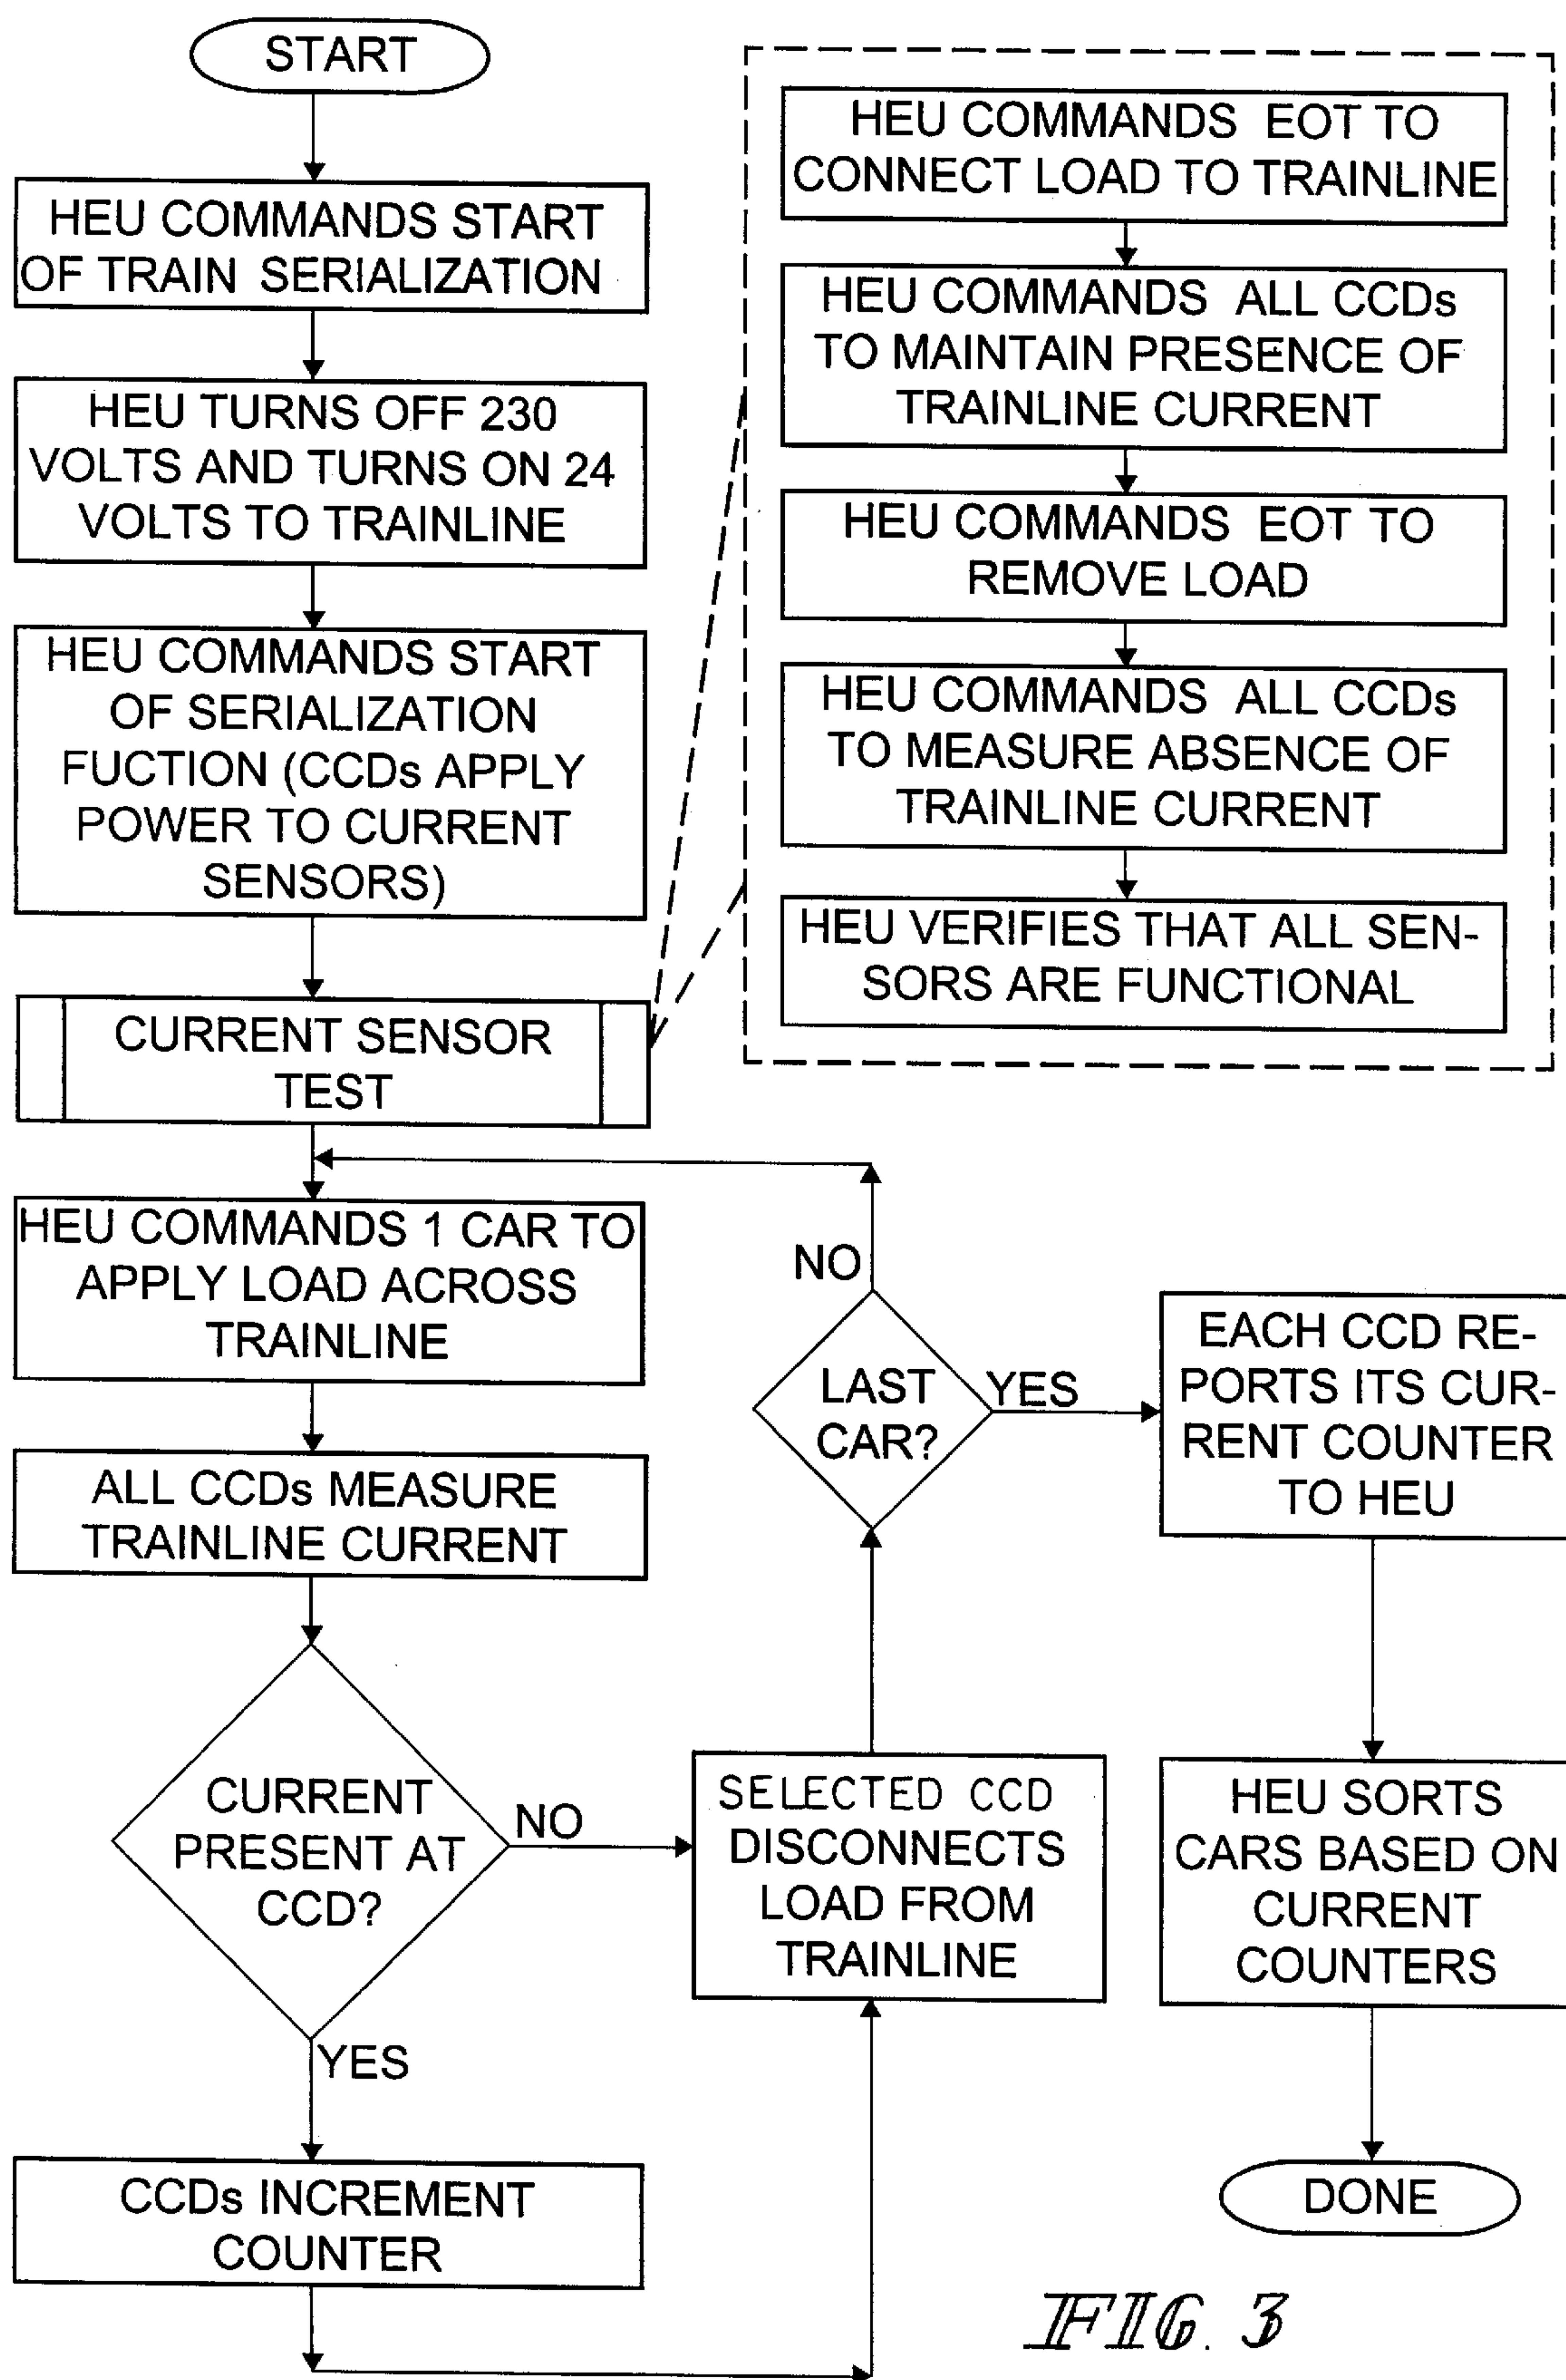 START
HEU COMMANDS START
OF TRAIN SERIALIZATION
HEU TURNS OFF 230
VOLTS AND TURNS ON 24
VOLTS TO TRAINLINE
HEU COMMANDS START
OF SERIALIZATION
FUCTION (CCDs APPLY
POWER TO CURRENT
SENSORS)
CURRENT SENSOR
TEST
HEU COMMANDS EOT TO
CONNECT LOAD TO TRAINLINE
HEU COMMANDS ALL CCDs
TO MAINTAIN PRESENCE OF
TRAINLINE CURRENT
HEU COMMANDS EOT TO
REMOVE LOAD
HEU COMMANDS ALL CCDs
TO MEASURE ABSENCE OF
TRAINLINE CURRENT
HEU VERIFIES THAT ALL SEN-
SORS ARE FUNCTIONAL
HEU COMMANDS 1 CAR TO
APPLY LOAD ACROSS
TRAINLINE
ALL CCDs MEASURE
TRAINLINE CURRENT
CURRENT
PRESENT AT
CCD?
NO
YES
CCDs INCREMENT
COUNTER
SELECTED CCD
DISCONNECTS
LOAD FROM
TRAINLINE
LAST
CAR?
NO
YES
EACH CCD RE-
PORTS ITS CUR-
RENT COUNTER
TO HEU
HEU SORTS
CARS BASED ON
CURRENT
COUNTERS
DONE
FIG. 3